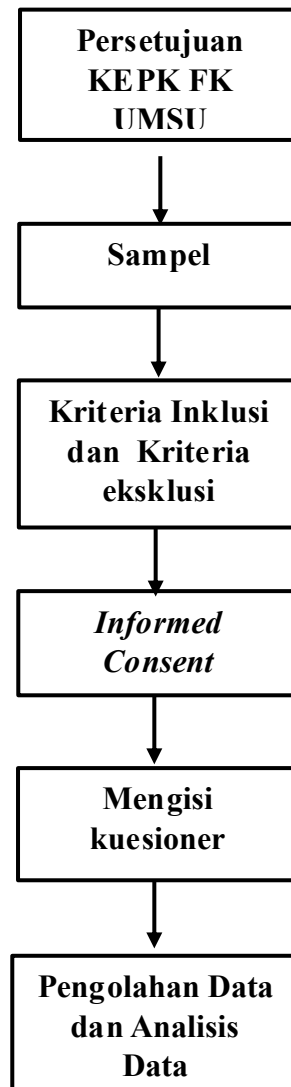 Persetujuan
KEPK FK
UMSU
Sampel
Kriteria Inklusi
dan Kriteria
eksklusi
Informed
Consent
Mengisi
kuesioner
Pengolahan Data
dan Analisis
Data